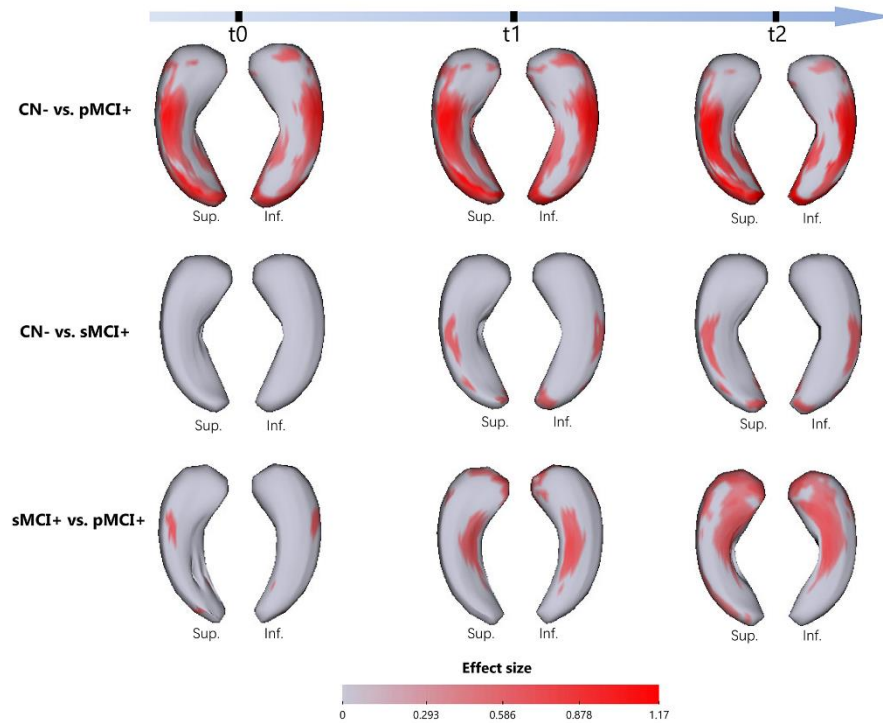 t0 t1 t2
CN- vs. pMCI+
Sup. Inf. Sup. Inf. Sup. Inf.
CN- vs. sMCI+
Sup. Inf. Sup. Inf. Sup. Inf.
sMCI+ vs. pMCI+
Sup. Inf. Sup. Inf. Sup. Inf.
Effect size
0 0.293 0.586 0.878 1.17